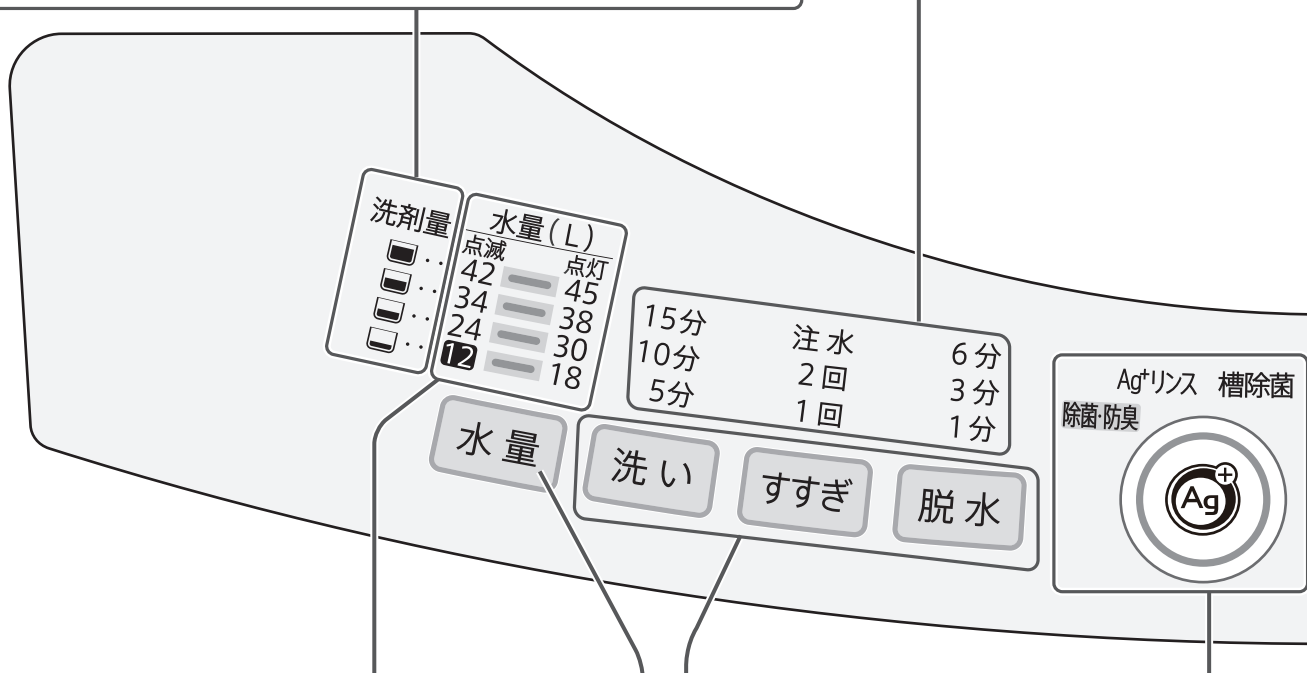 洗剤量
水量(L)
点滅 点灯
42 45
34 38
24 30
12 18
15分 注水 6分
10分 2回 3分
5分 1回 1分
Ag+リンス 槽除菌
除菌・防臭
Ag+
水量 洗い すすぎ 脱水